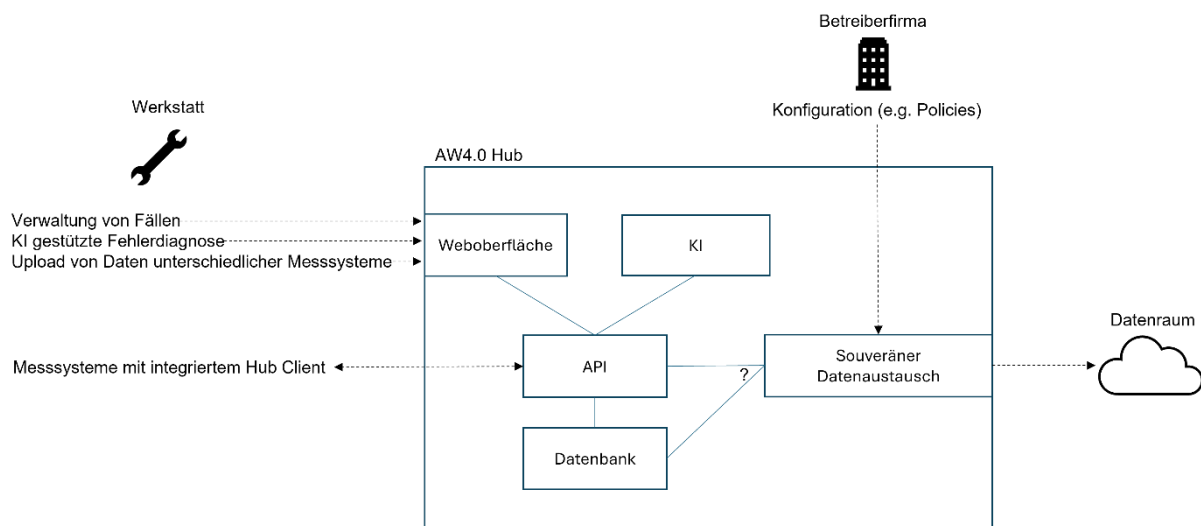 Betreiberfirma
Konfiguration (e.g. Policies)
Werkstatt
AW4.0 Hub
Verwaltung von Fällen
KI gestützte Fehlerdiagnose
Upload von Daten unterschiedlicher Messsysteme
Weboberfläche
KI
Messsysteme mit integriertem Hub Client
API
?
Souveräner
Datenaustausch
Datenraum
Datenbank